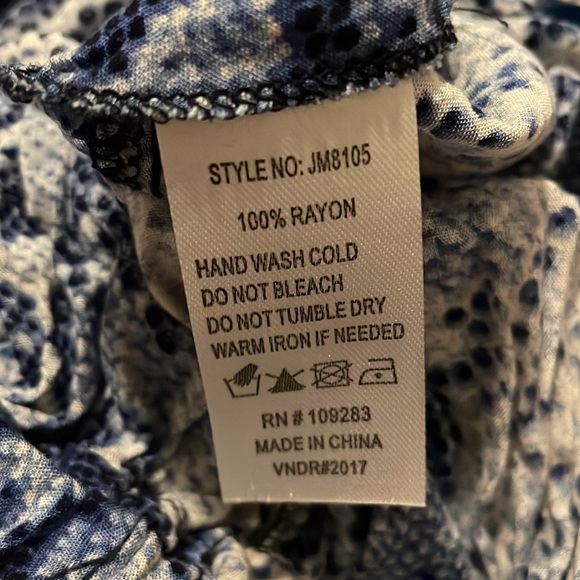 STYLE NO: JM8105
100% RAYON
HAND WASH COLD
DO NOT BLEACH
DO NOT TUMBLE DRY
WARM IRON IF NEEDED
RN # 109283
MADE IN CHINA
VNDR#2017